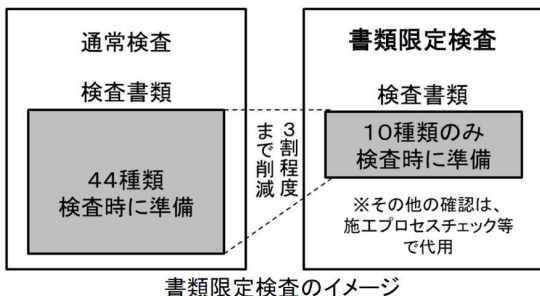 通常検査
検査書類
44種類
検査時に準備
3割程度
まで削減
書類限定検査
検査書類
10種類のみ
検査時に準備
※その他の確認は、
施工プロセスチェック等
で代用
書類限定検査のイメージ